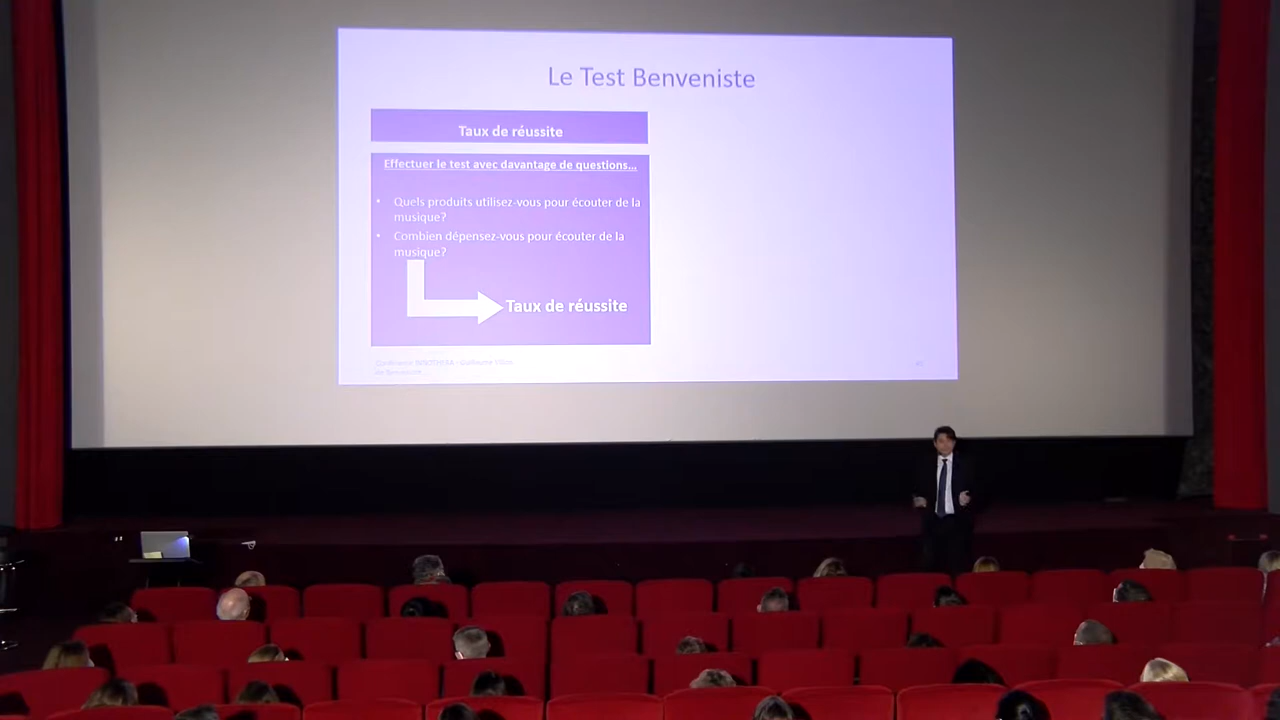 Le Test Benveniste
Taux de réussite
Effectuer le test avec davantage de questions…
• Quels produits utilisez-vous pour écouter de la
musique?
• Combien dépensez-vous pour écouter de la
musique?
Taux de réussite